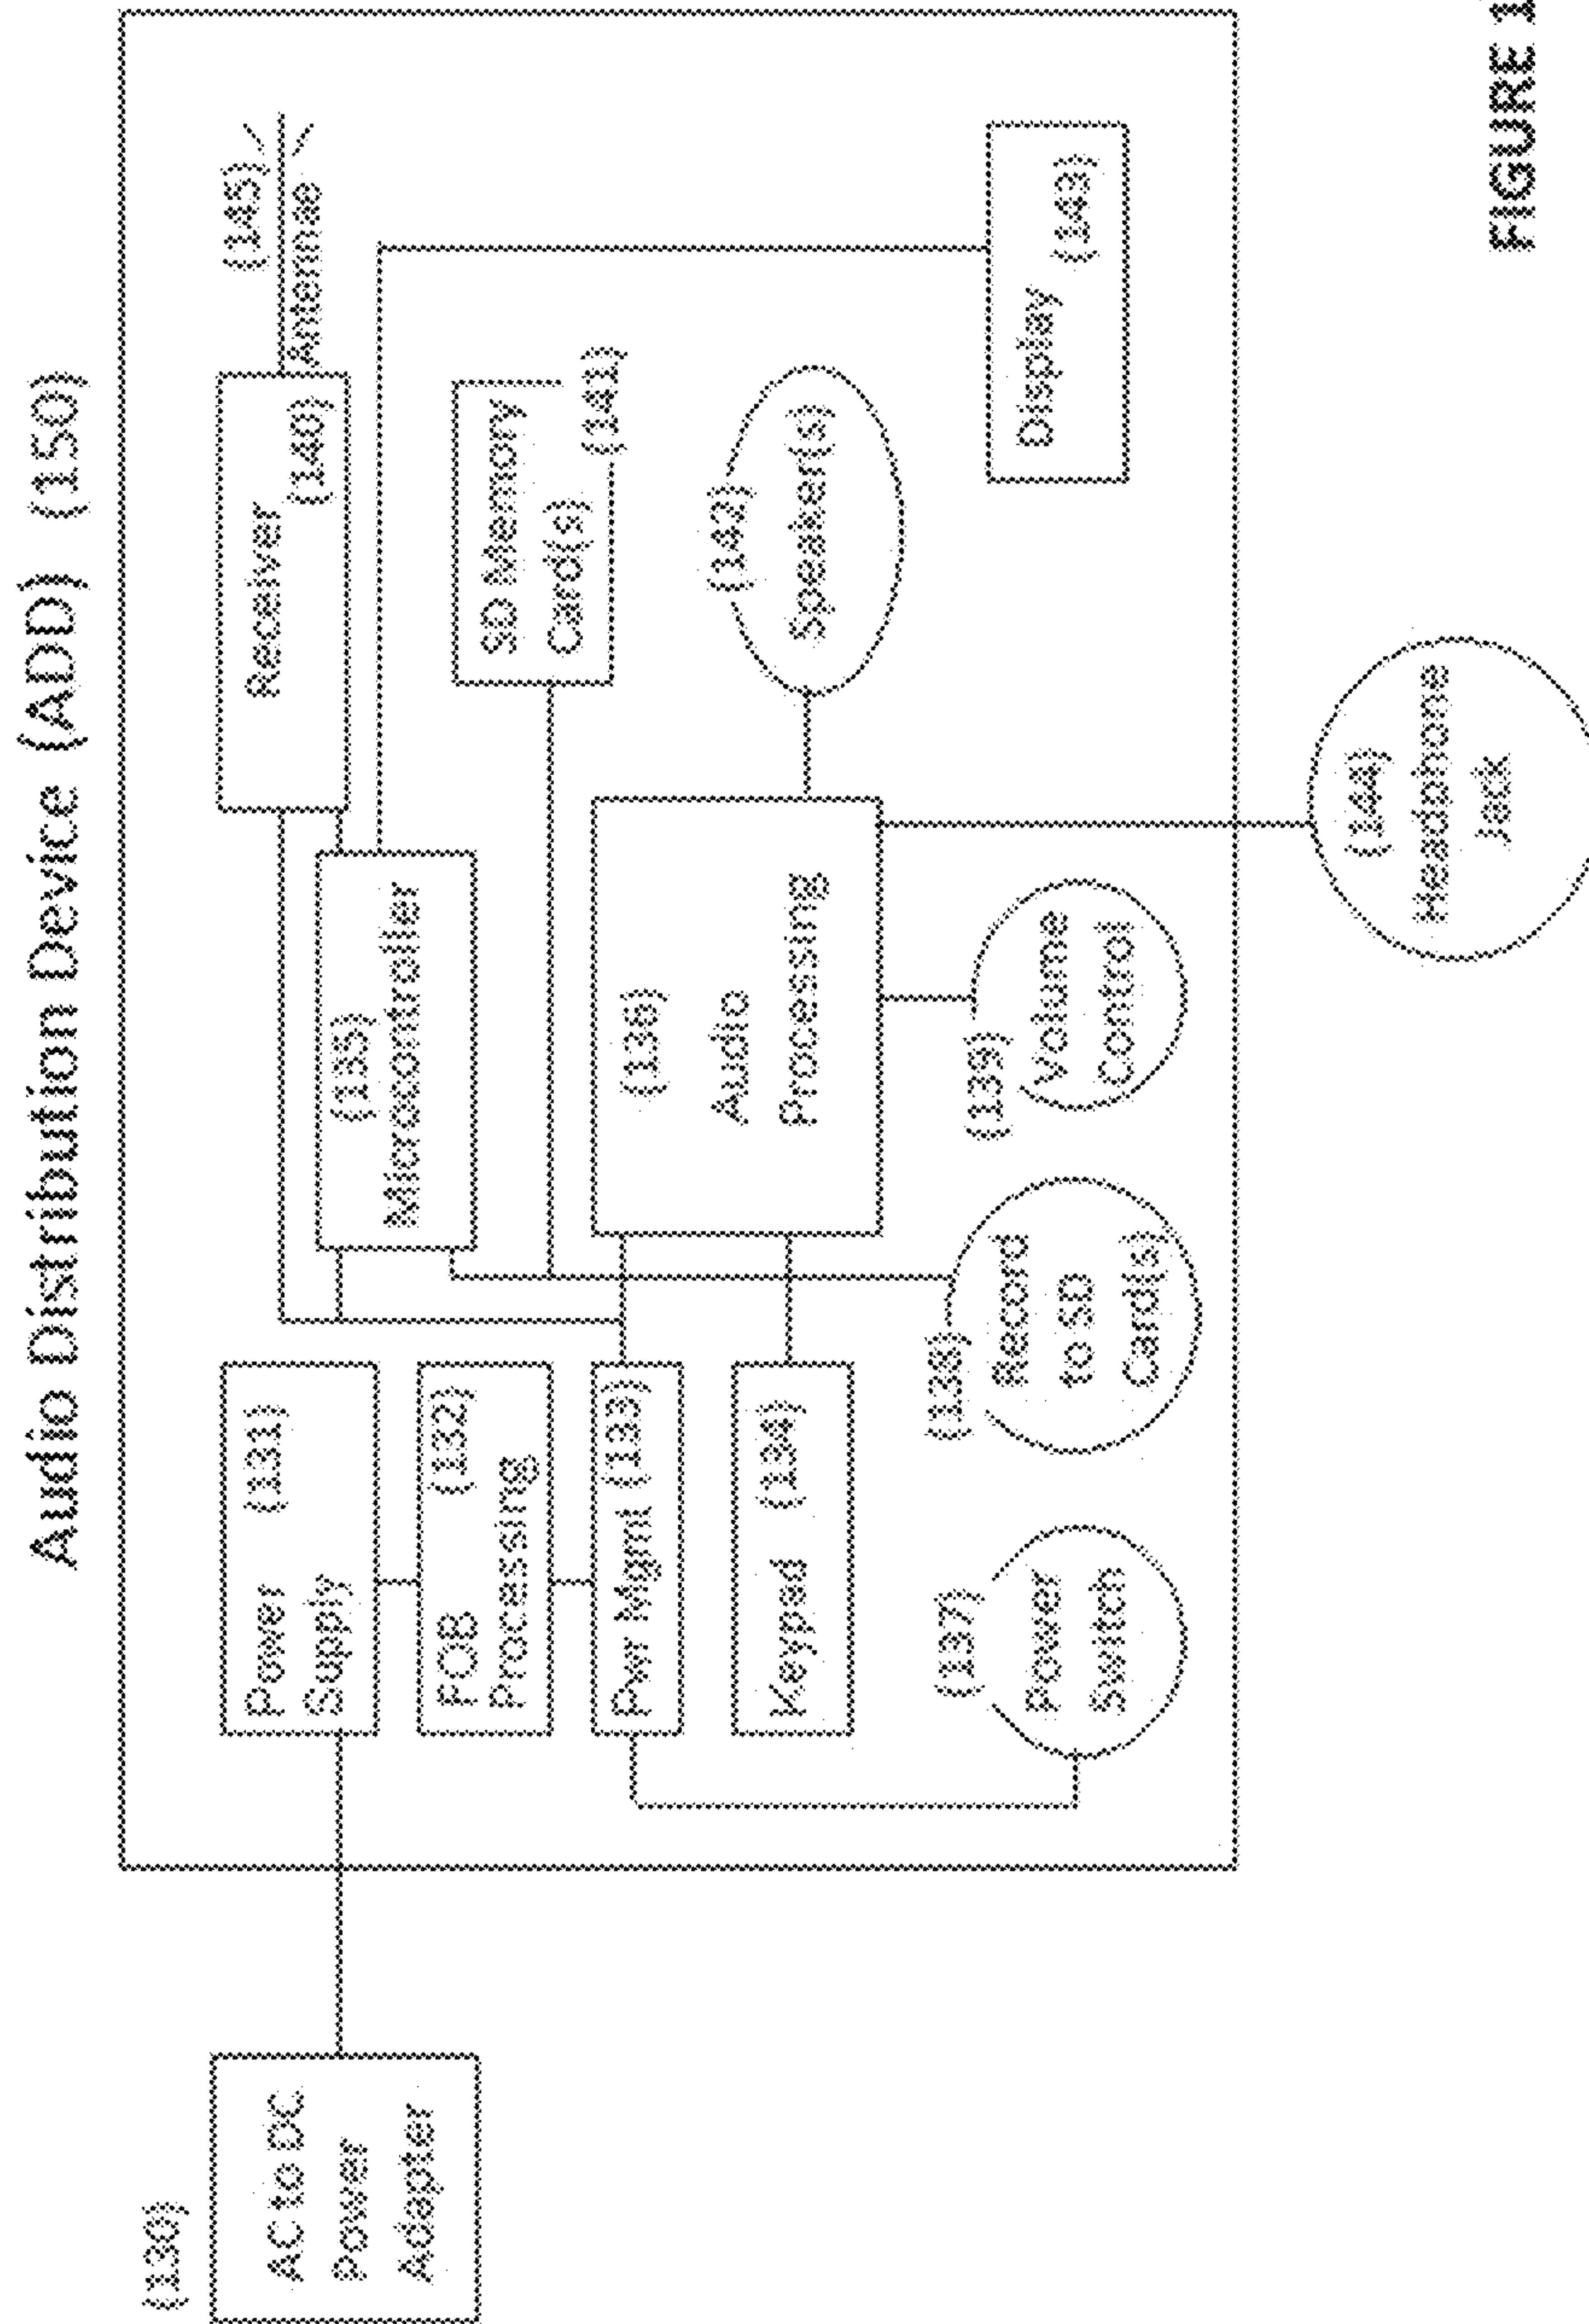 Audio Distribution Device (ADD) (150)
(130)
AC to DC
Power
Adapter
Power (131)
Supply
FOB (132)
Processing
Pwr Mgmt (133)
Keypad (134)
(137)
Power
Switch
(135)
Microcontroller
(136)
Audio
Processing
(138)
Record
to SD
Card(s)
(139)
Volume
Control
Receiver
(140)
(145)
Antennae
SD Memory
Card(s)
(141)
(142)
Speaker(s)
Display (143)
(144)
Headphone
Jack
FIGURE 1